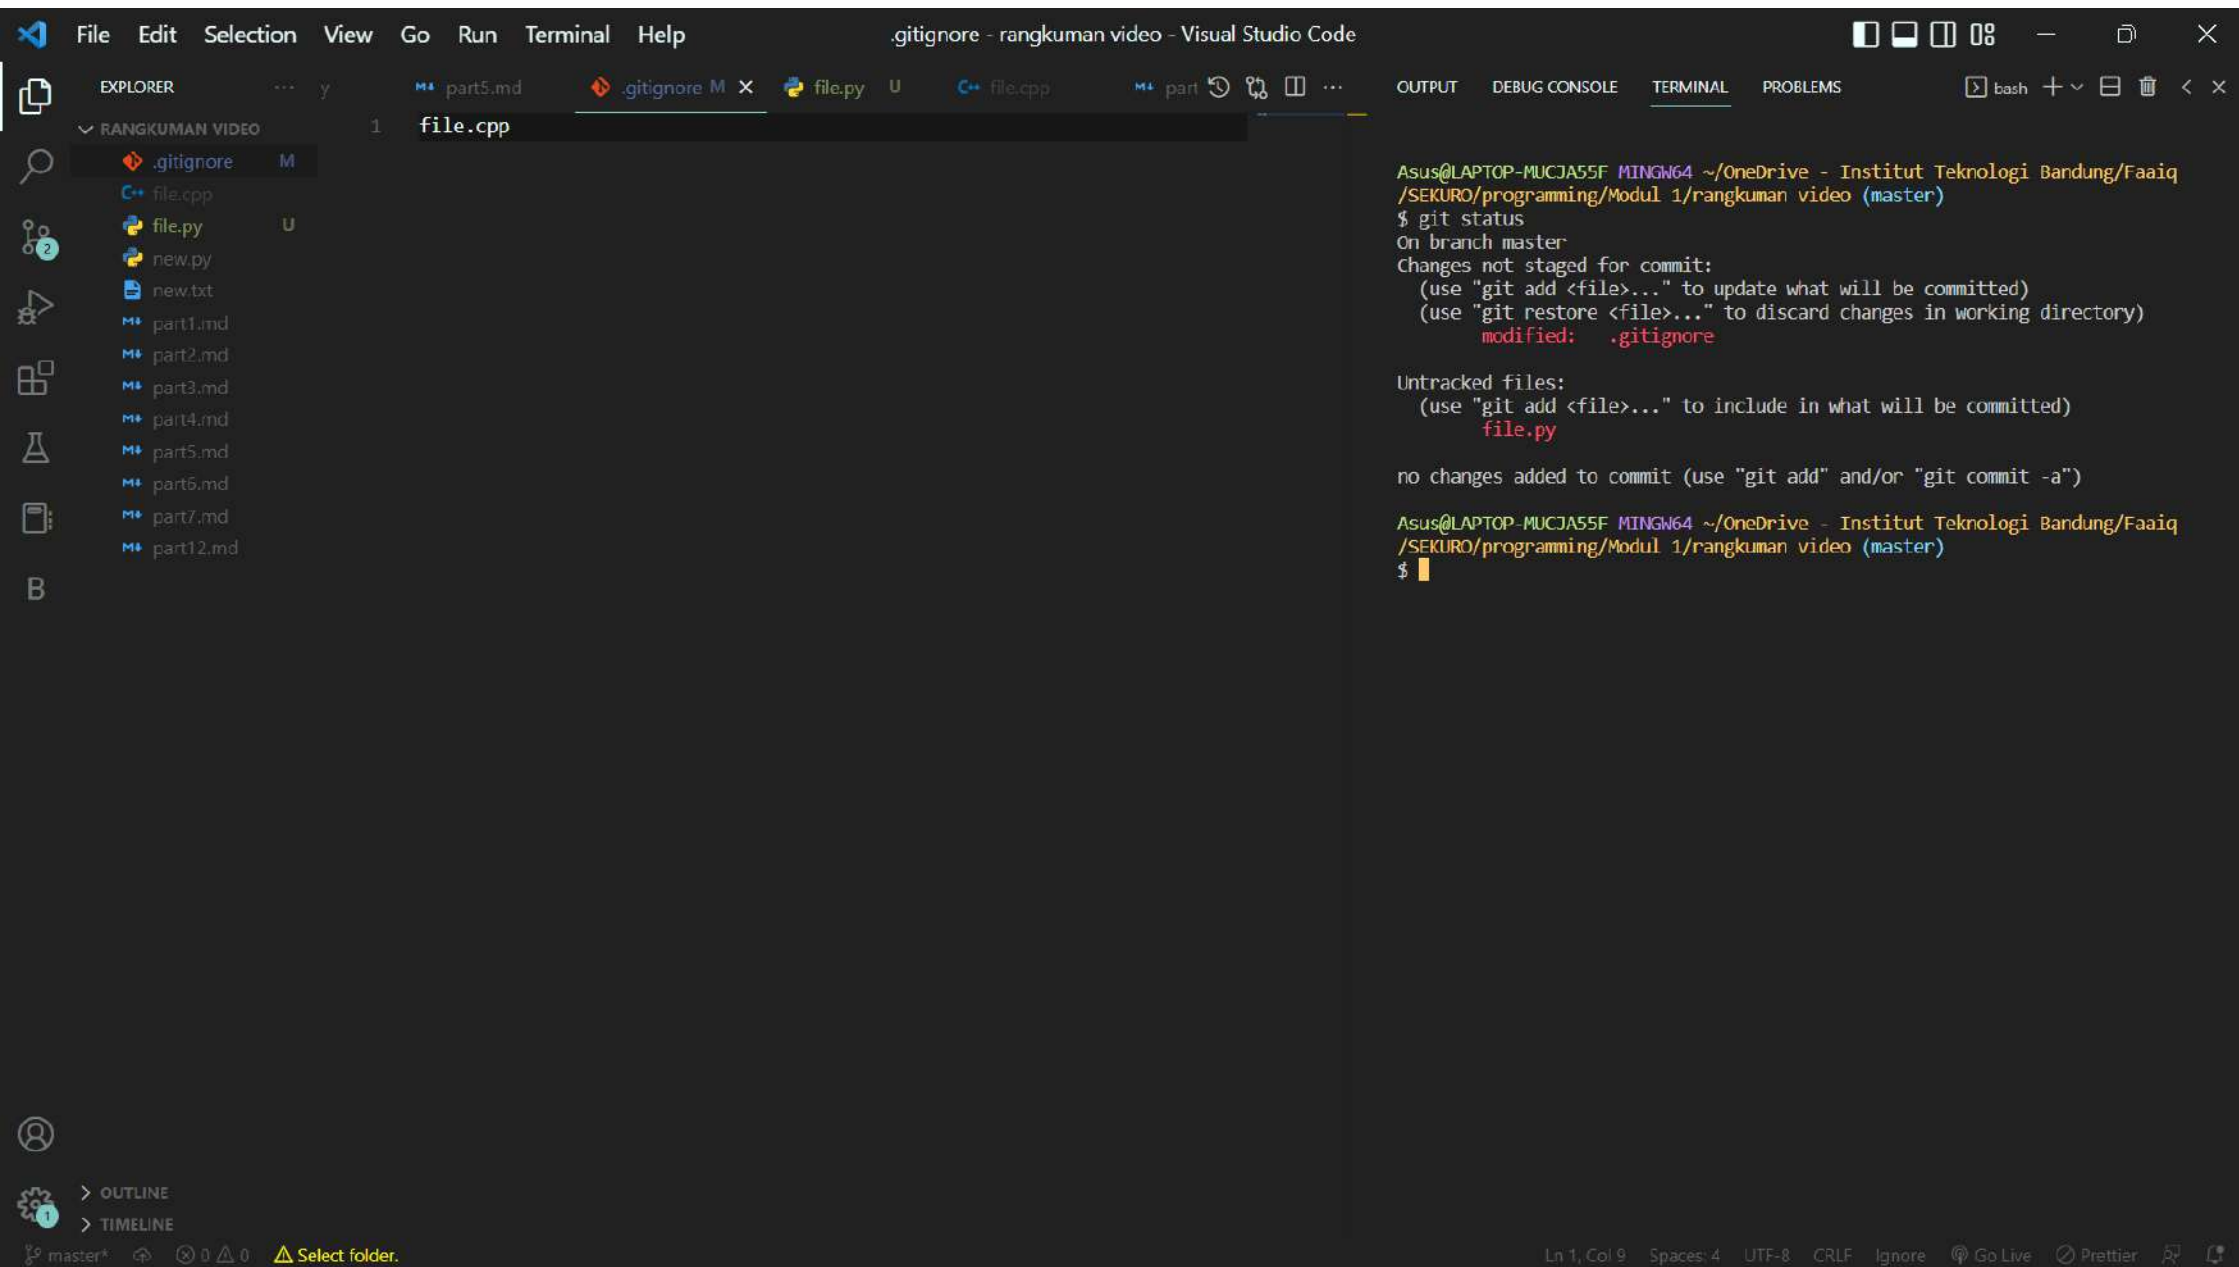 File Edit Selection View Go Run Terminal Help .gitignore - rangkuman video - Visual Studio Code
EXPLORER ... y part5.md .gitignore M file.py U file.cpp part ...
RANGKUMAN VIDEO
.gitignore M
file.cpp
file.py U
new.py
new.txt
part1.md
part2.md
part3.md
part4.md
part5.md
part6.md
part7.md
part12.md
OUTLINE
TIMELINE
1 file.cpp
OUTPUT DEBUG CONSOLE TERMINAL PROBLEMS bash
Asus@LAPTOP-MUCJA55F MINGW64 ~/OneDrive - Institut Teknologi Bandung/Faaiq
/SEKURO/programming/Modul 1/rangkuman video (master)
$ git status
On branch master
Changes not staged for commit:
(use "git add <file>..." to update what will be committed)
(use "git restore <file>..." to discard changes in working directory)
modified: .gitignore
Untracked files:
(use "git add <file>..." to include in what will be committed)
file.py
no changes added to commit (use "git add" and/or "git commit -a")
Asus@LAPTOP-MUCJA55F MINGW64 ~/OneDrive - Institut Teknologi Bandung/Faaiq
/SEKURO/programming/Modul 1/rangkuman video (master)
$
2
B
1
master* 0 0 Select folder. Ln 1, Col 9 Spaces: 4 UTF-8 CRLF Ignore Go Live Prettier